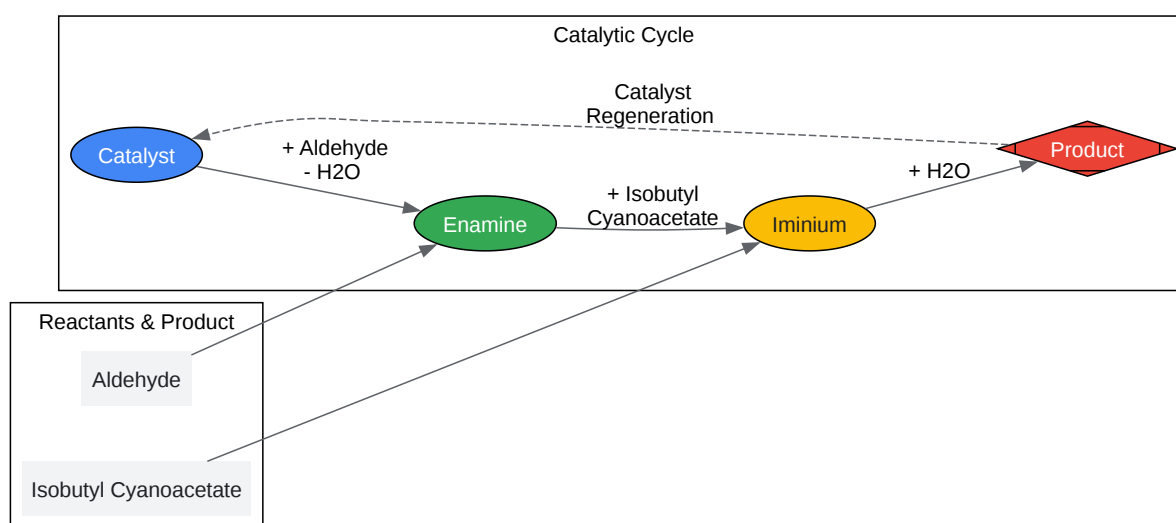 Catalytic Cycle
Catalyst
Regeneration
Catalyst
+ Aldehyde
- H2O
Enamine
+ Isobutyl
Cyanoacetate
Iminium
+ H2O
Product
Reactants & Product
Aldehyde
Isobutyl Cyanoacetate